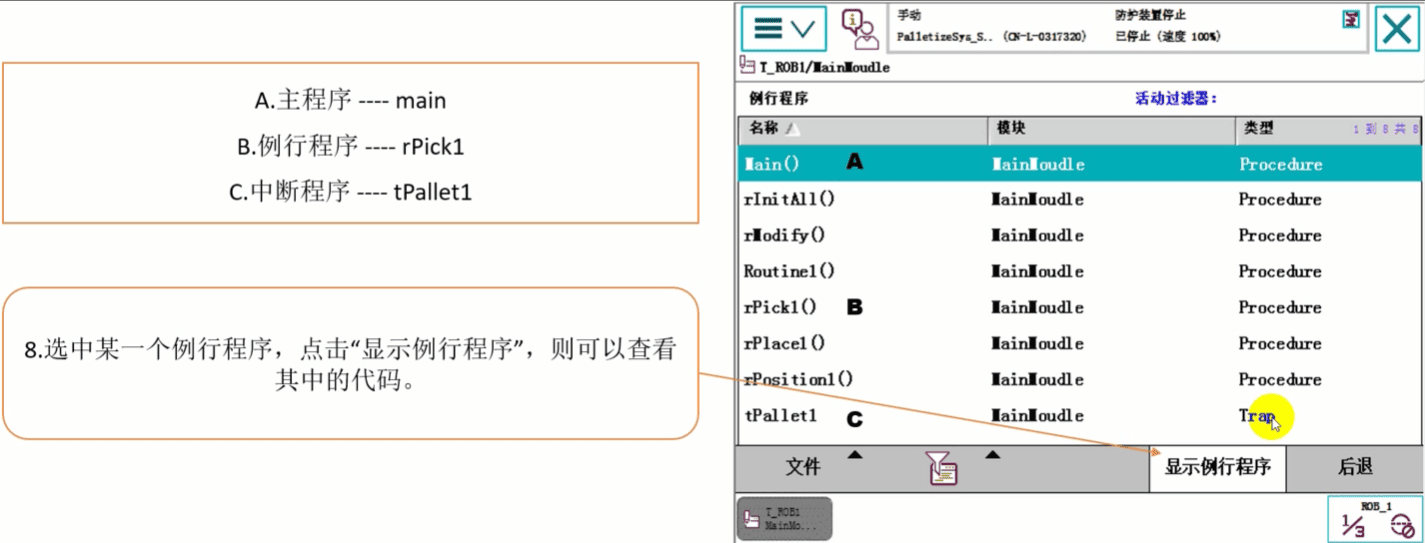 A.主程序 ---- main
B.例行程序 ---- rPick1
C.中断程序 ---- tPallet1
8.选中某一个例行程序，点击“显示例行程序”，则可以查看
其中的代码。
手动 防护装置停止
PalletizeSys_S.. (CN-L-0317320) 已停止 (速度 100%)
T_ROB1/MainMoudle
例行程序 活动过滤器：
名称 模块 类型 1 到 8 共 8
Main() A MainMoudle Procedure
rInitAll() MainMoudle Procedure
rModify() MainMoudle Procedure
Routine1() MainMoudle Procedure
rPick1() B MainMoudle Procedure
rPlace1() MainMoudle Procedure
rPosition1() MainMoudle Procedure
tPallet1 C MainMoudle Trap
文件 显示例行程序 后退
T_ROB1
MainMo...
ROB_1
1/3